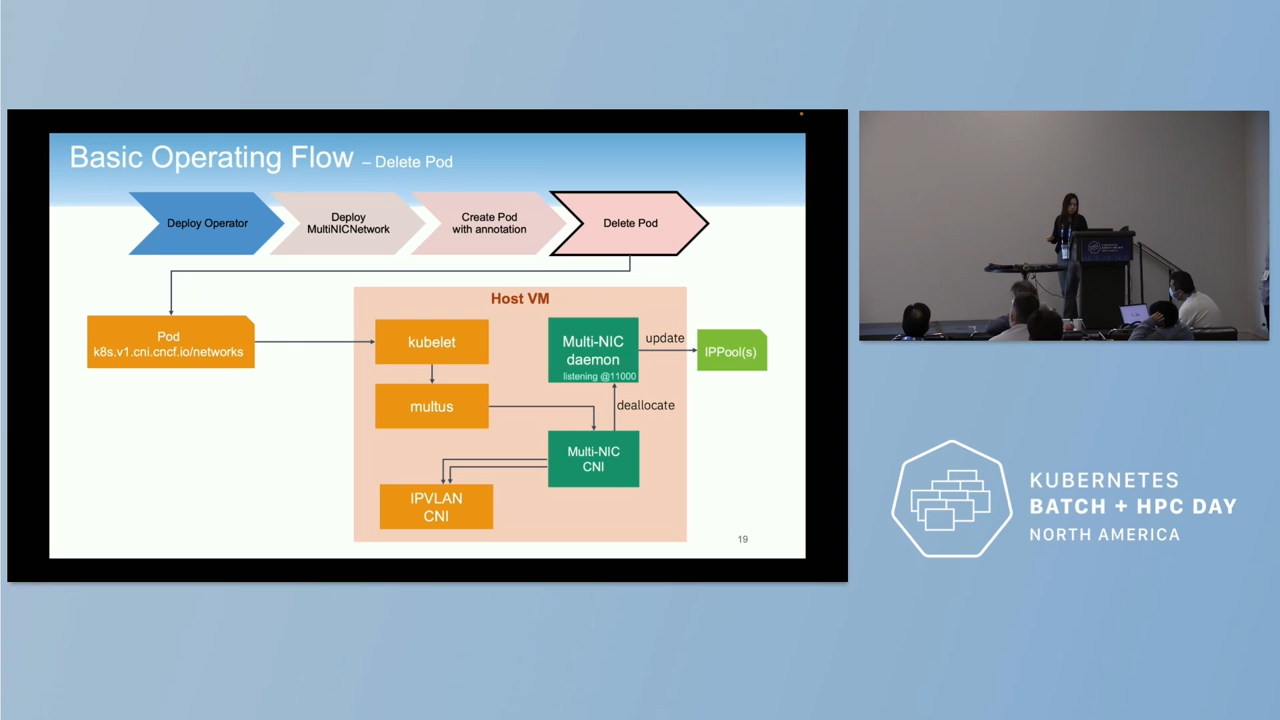 Basic Operating Flow – Delete Pod
Deploy Operator
Deploy
MultiNICNetwork
Create Pod
with annotation
Delete Pod
Host VM
Pod
k8s.v1.cni.cncf.io/networks
kubelet
multus
IPVLAN
CNI
Multi-NIC
daemon
listening @11000
update
IPPool(s)
deallocate
Multi-NIC
CNI
19
KUBERNETES
BATCH + HPC DAY
NORTH AMERICA